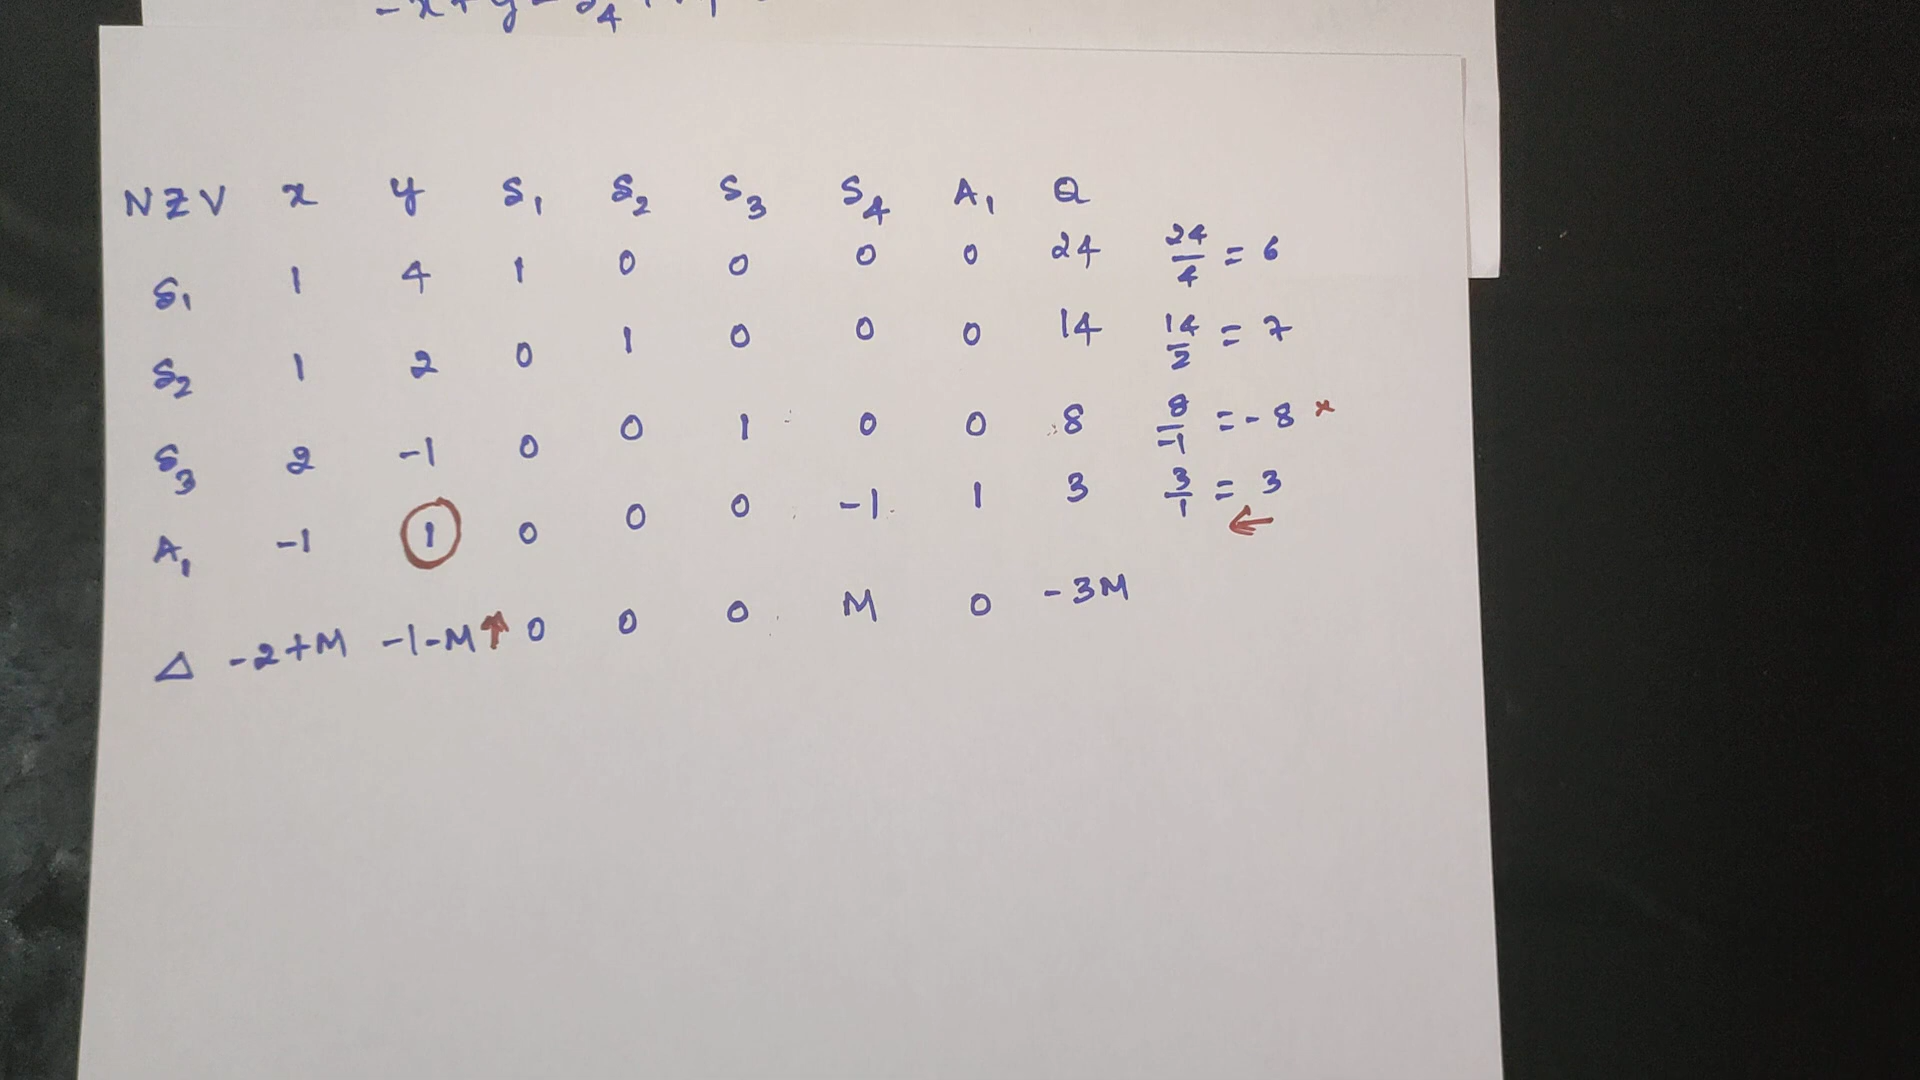 -x+y-S4+
NZV x y S1 S2 S3 S4 A1 Q
S1 1 4 1 0 0 0 0 24 24/4 = 6
S2 1 2 0 1 0 0 0 14 14/2 = 7
S3 2 -1 0 0 1 0 0 8 8/-1 = -8 ×
A1 -1 1 0 0 0 -1 1 3 3/1 = 3 ←
Δ -2+M -1-M ↑ 0 0 0 M 0 -3M